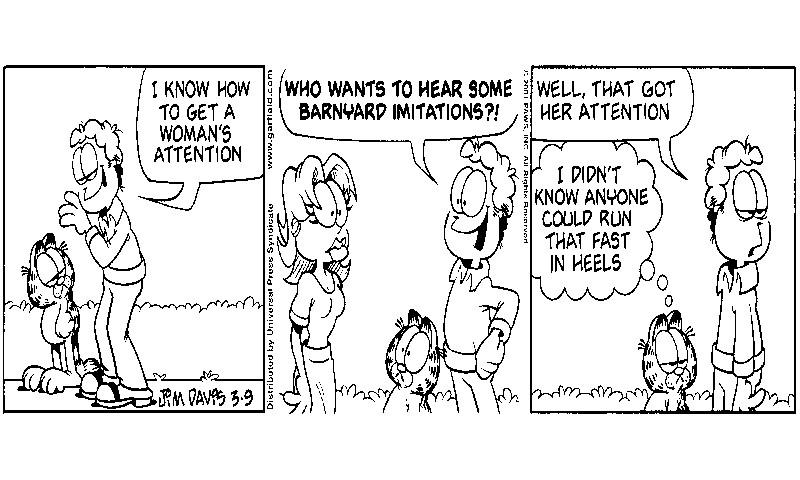 I KNOW HOW
TO GET A
WOMAN'S
ATTENTION
JIM DAVIS 3.9
www.garfield.com
Distributed by Universal Press Syndicate
WHO WANTS TO HEAR SOME
BARNYARD IMITATIONS?!
© 2001 PAWS, INC. All Rights Reserved
WELL, THAT GOT
HER ATTENTION
I DIDN'T
KNOW ANYONE
COULD RUN
THAT FAST
IN HEELS